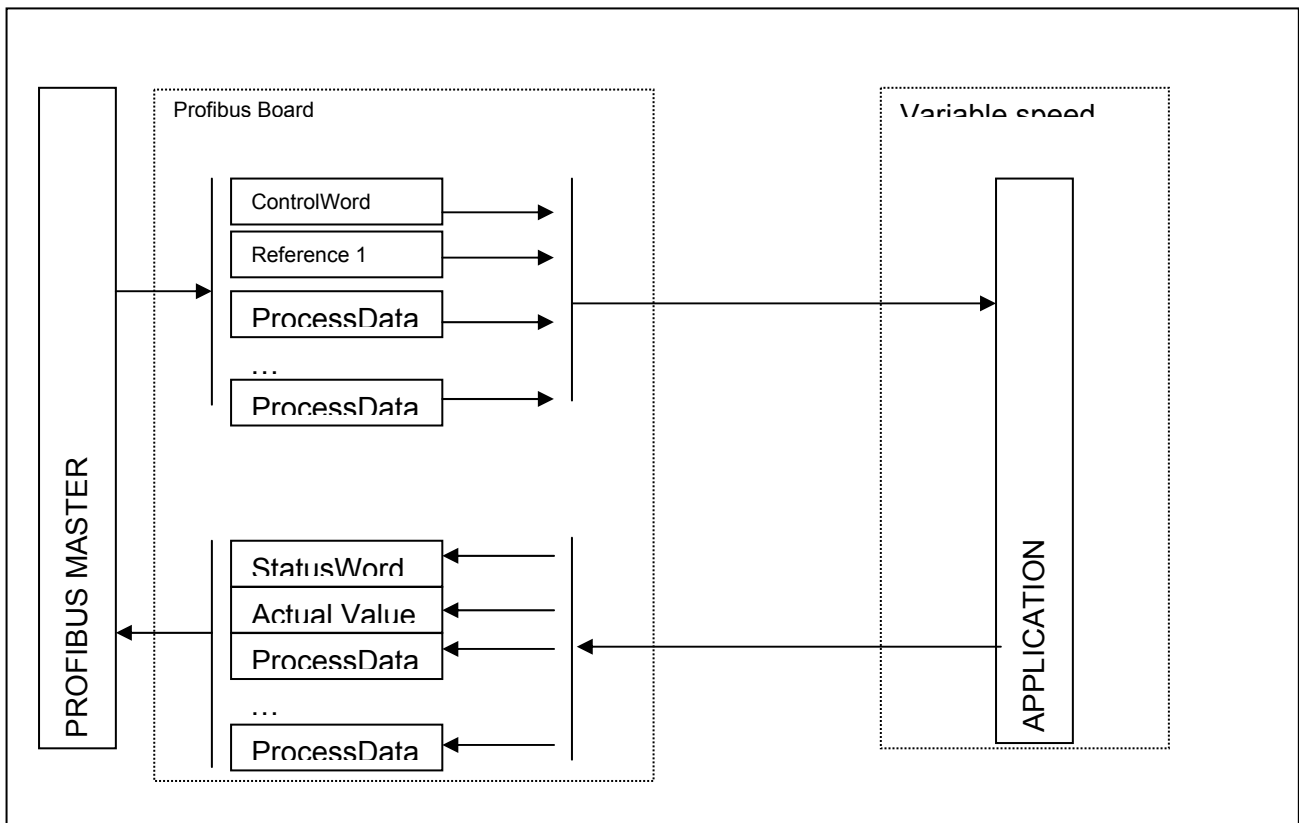 Profibus Board
Variable speed
ControlWord
Reference 1
ProcessData
…
ProcessData
StatusWord
Actual Value
ProcessData
…
ProcessData
PROFIBUS MASTER
APPLICATION